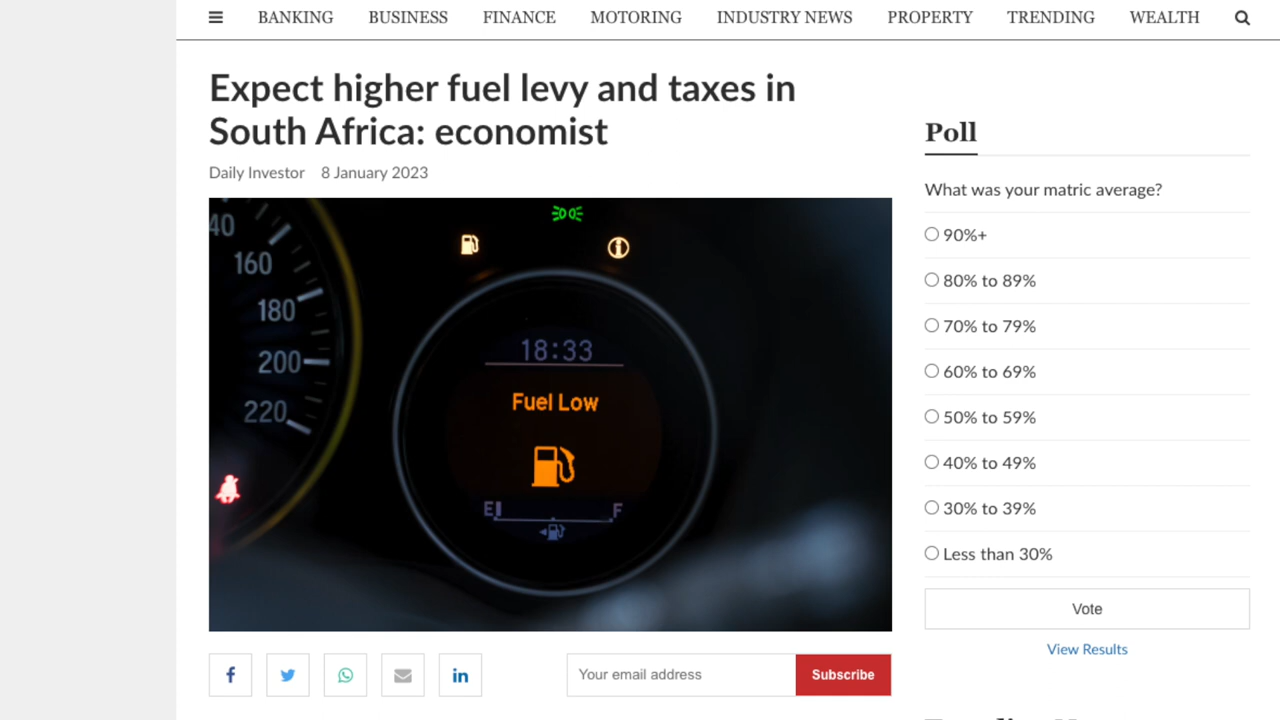 BANKING BUSINESS FINANCE MOTORING INDUSTRY NEWS PROPERTY TRENDING WEALTH
Expect higher fuel levy and taxes in
South Africa: economist
Daily Investor 8 January 2023
40
160
180
200
220
18:33
Fuel Low
E F
Your email address
Subscribe
Poll
What was your matric average?
90%+
80% to 89%
70% to 79%
60% to 69%
50% to 59%
40% to 49%
30% to 39%
Less than 30%
Vote
View Results